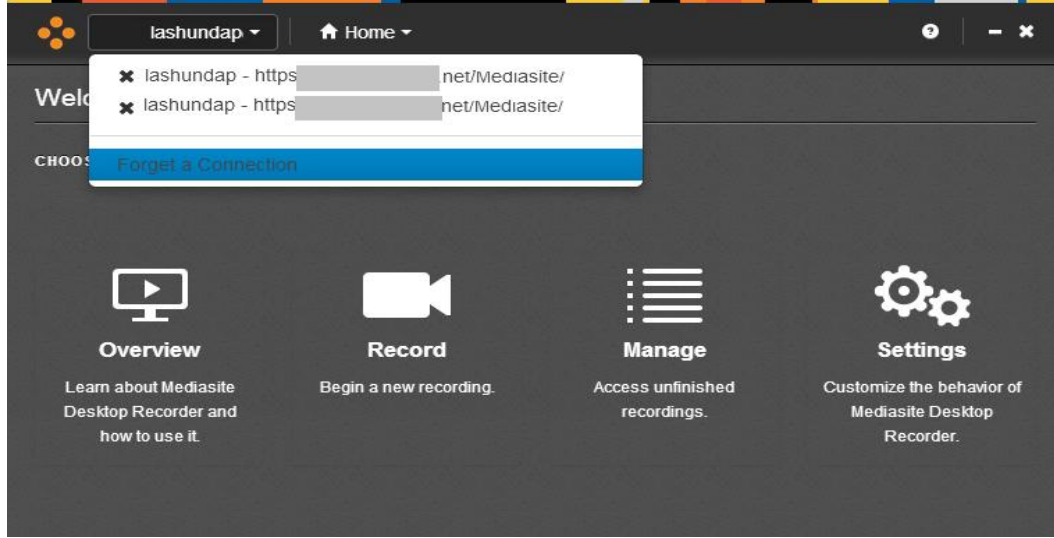 lashundap
Home
lashundap - https .net/Mediasite/
lashundap - https net/Mediasite/
Forget a Connection
Overview
Learn about Mediasite
Desktop Recorder and
how to use it.
Record
Begin a new recording.
Manage
Access unfinished
recordings.
Settings
Customize the behavior of
Mediasite Desktop
Recorder.